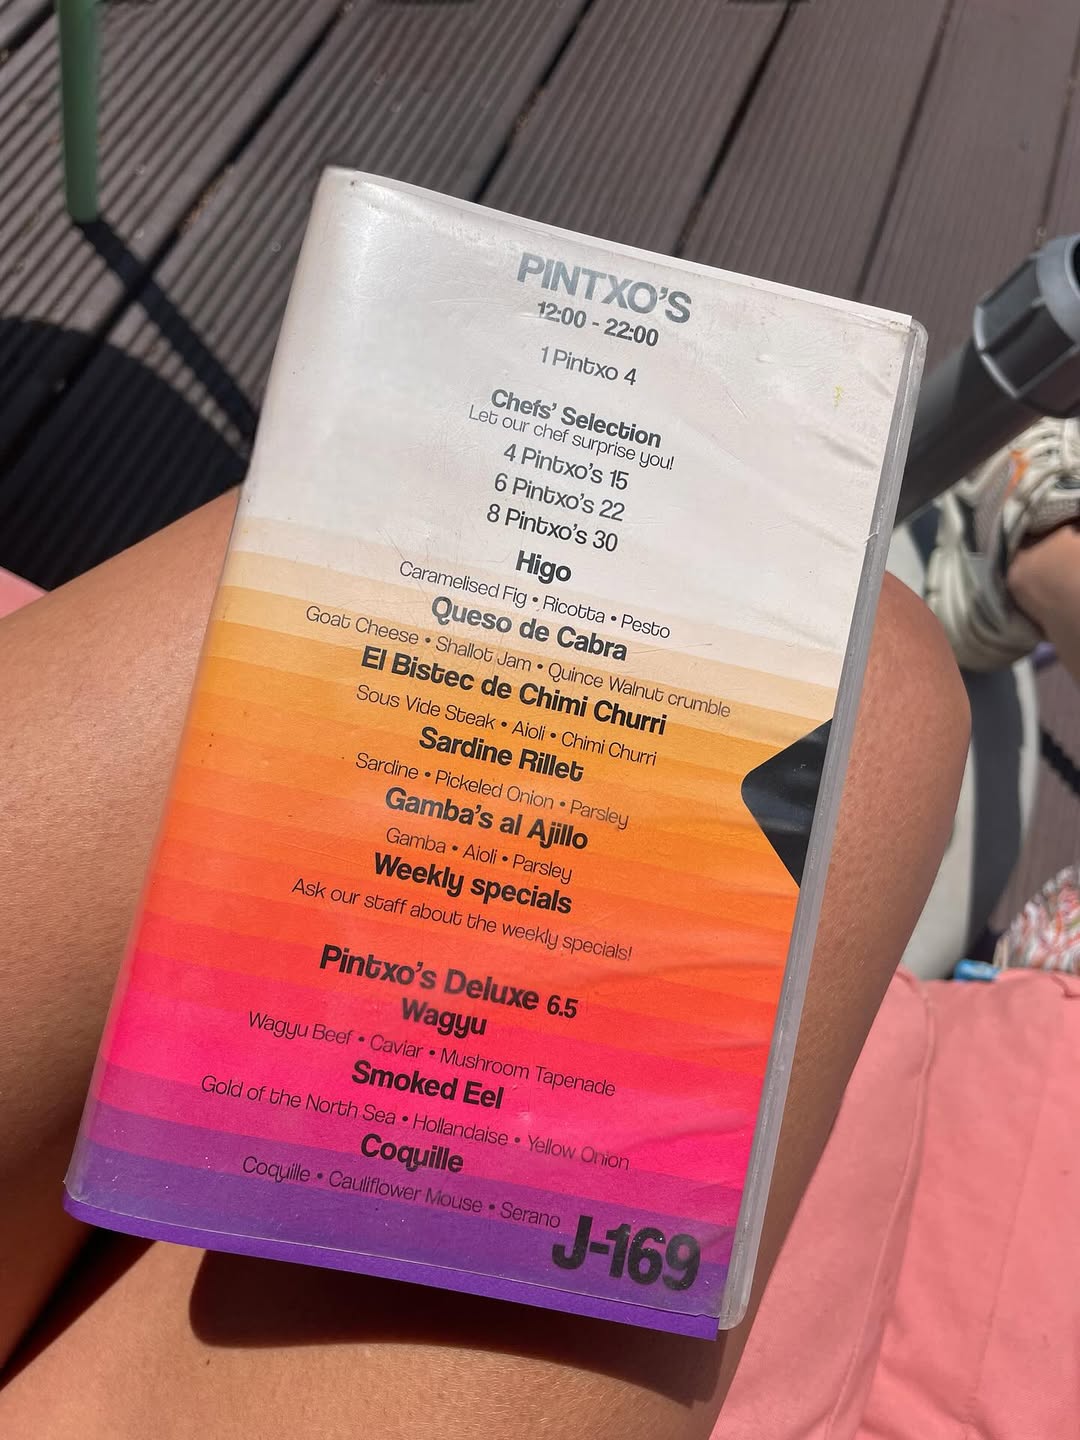 PINTXO'S
12:00 - 22:00
1 Pintxo 4
Chefs' Selection
Let our chef surprise you!
4 Pintxo's 15
6 Pintxo's 22
8 Pintxo's 30
Higo
Caramelised Fig • Ricotta • Pesto
Queso de Cabra
Goat Cheese • Shallot Jam • Quince Walnut crumble
El Bistec de Chimi Churri
Sous Vide Steak • Aioli • Chimi Churri
Sardine Rillet
Sardine • Pickeled Onion • Parsley
Gamba's al Ajillo
Gamba • Aioli • Parsley
Weekly specials
Ask our staff about the weekly specials!
Pintxo's Deluxe 6.5
Wagyu
Wagyu Beef • Caviar • Mushroom Tapenade
Smoked Eel
Gold of the North Sea • Hollandaise • Yellow Onion
Coquille
Coquille • Cauliflower Mouse • Serano
J-169